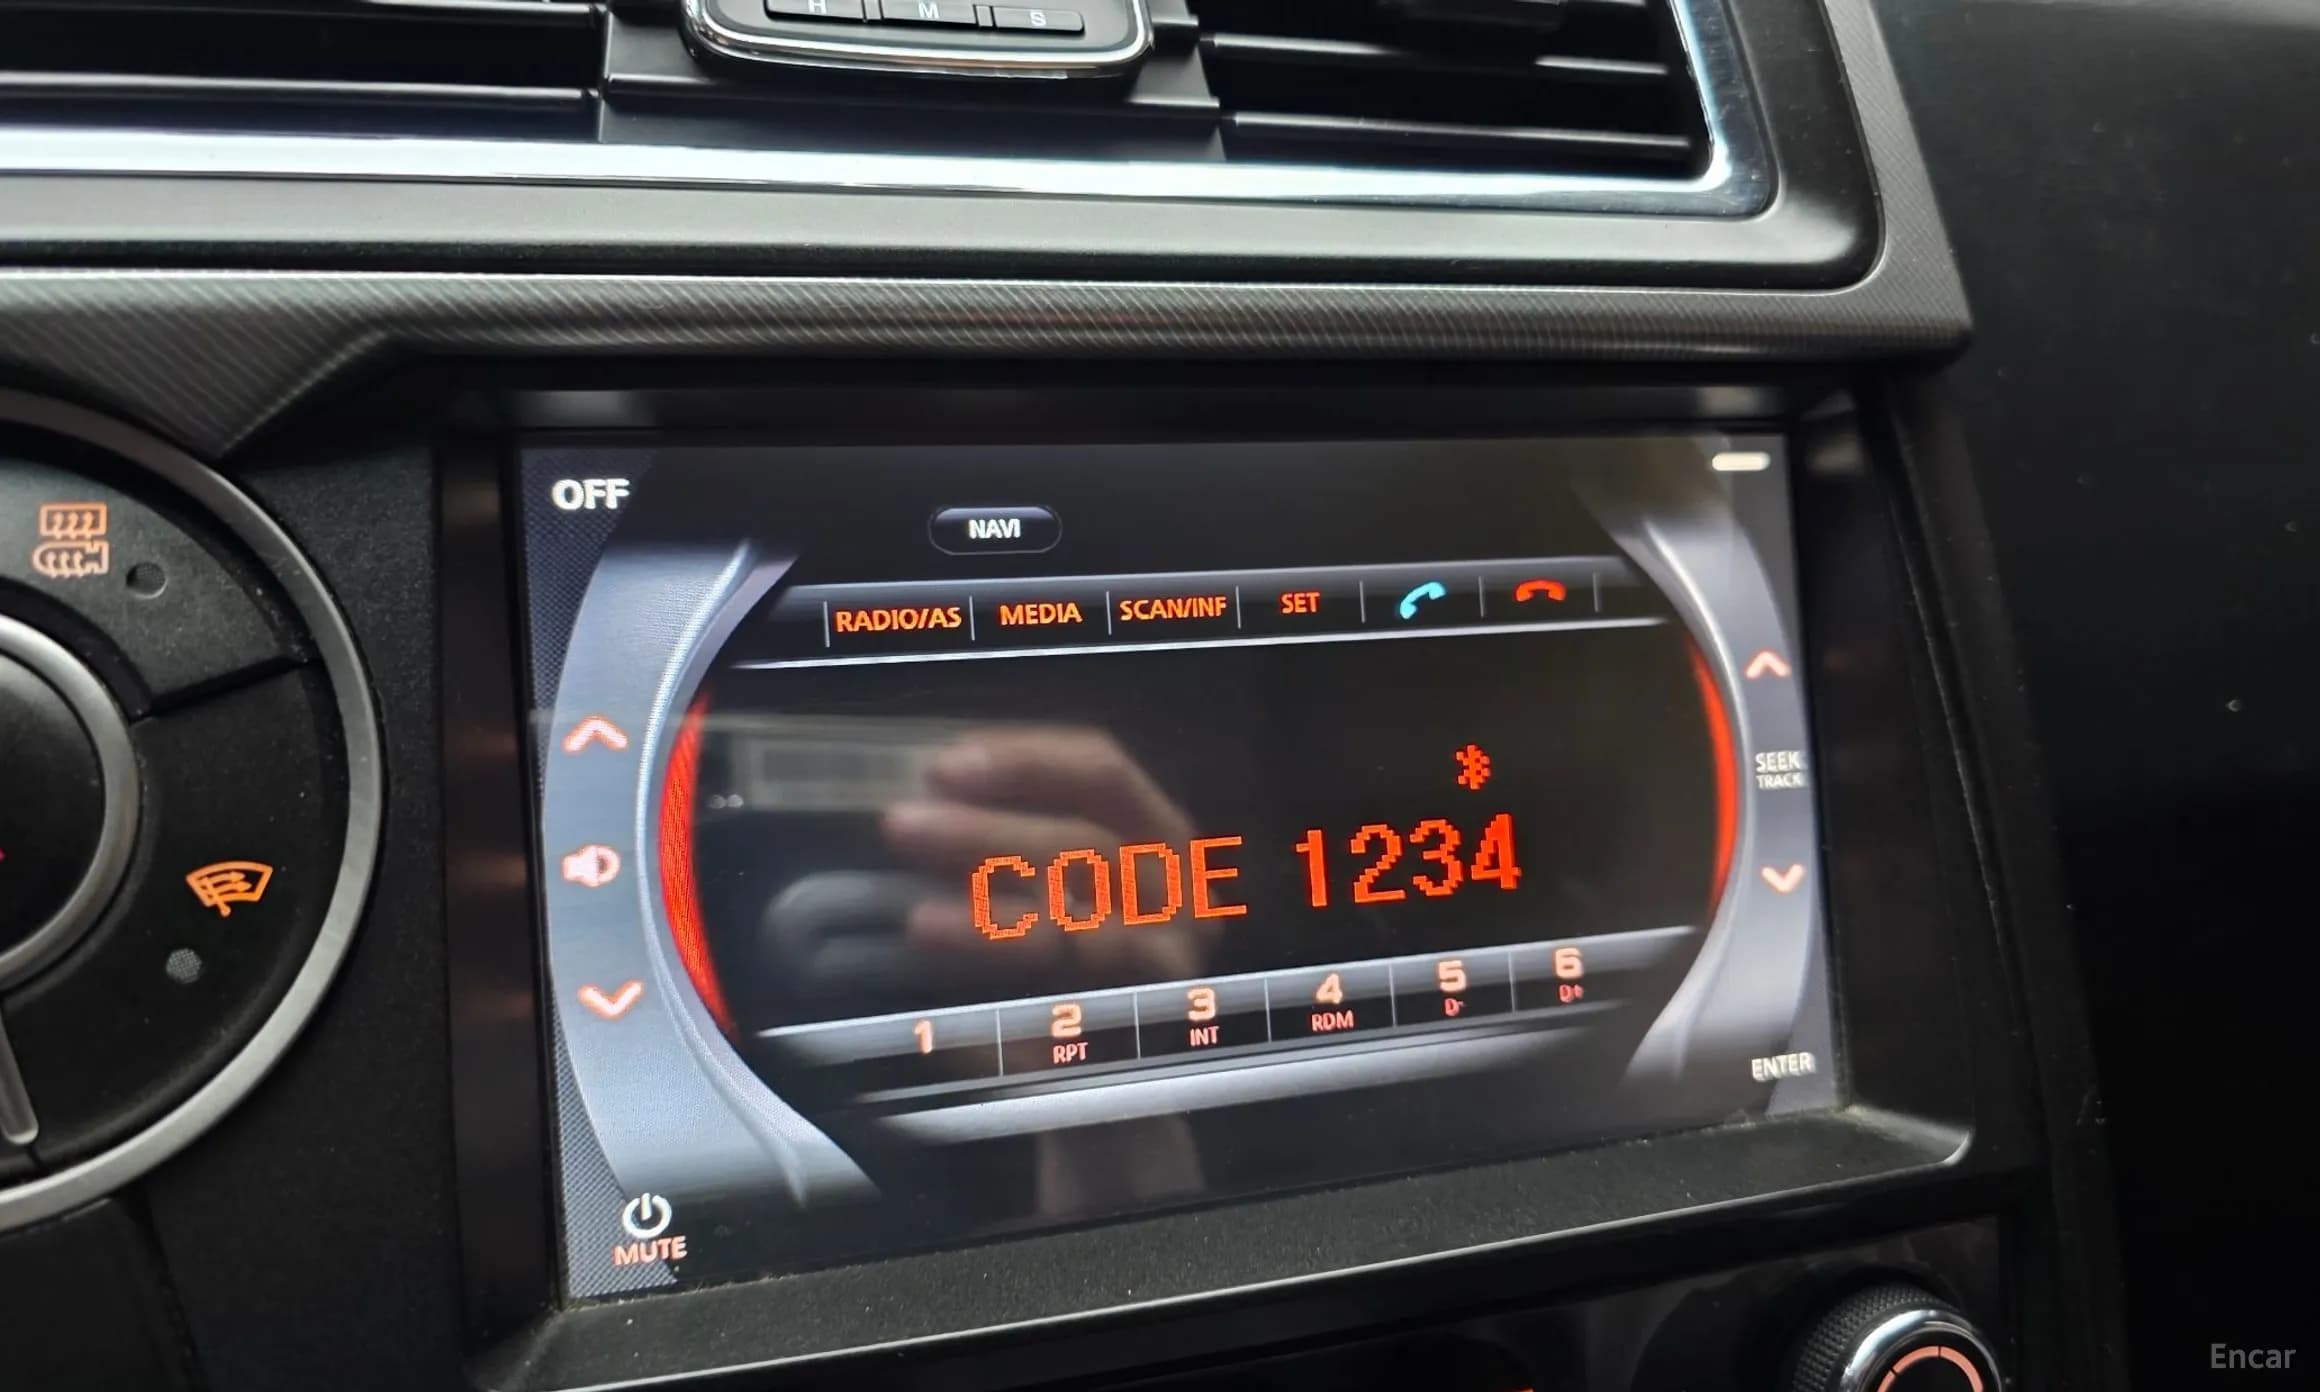 H M S
OFF
NAVI
RADIO/AS MEDIA SCAN/INF SET
SEEK
TRACK
CODE 1234
1 2 3 4 5 6
RPT INT RDM D- D+
ENTER
MUTE
Encar